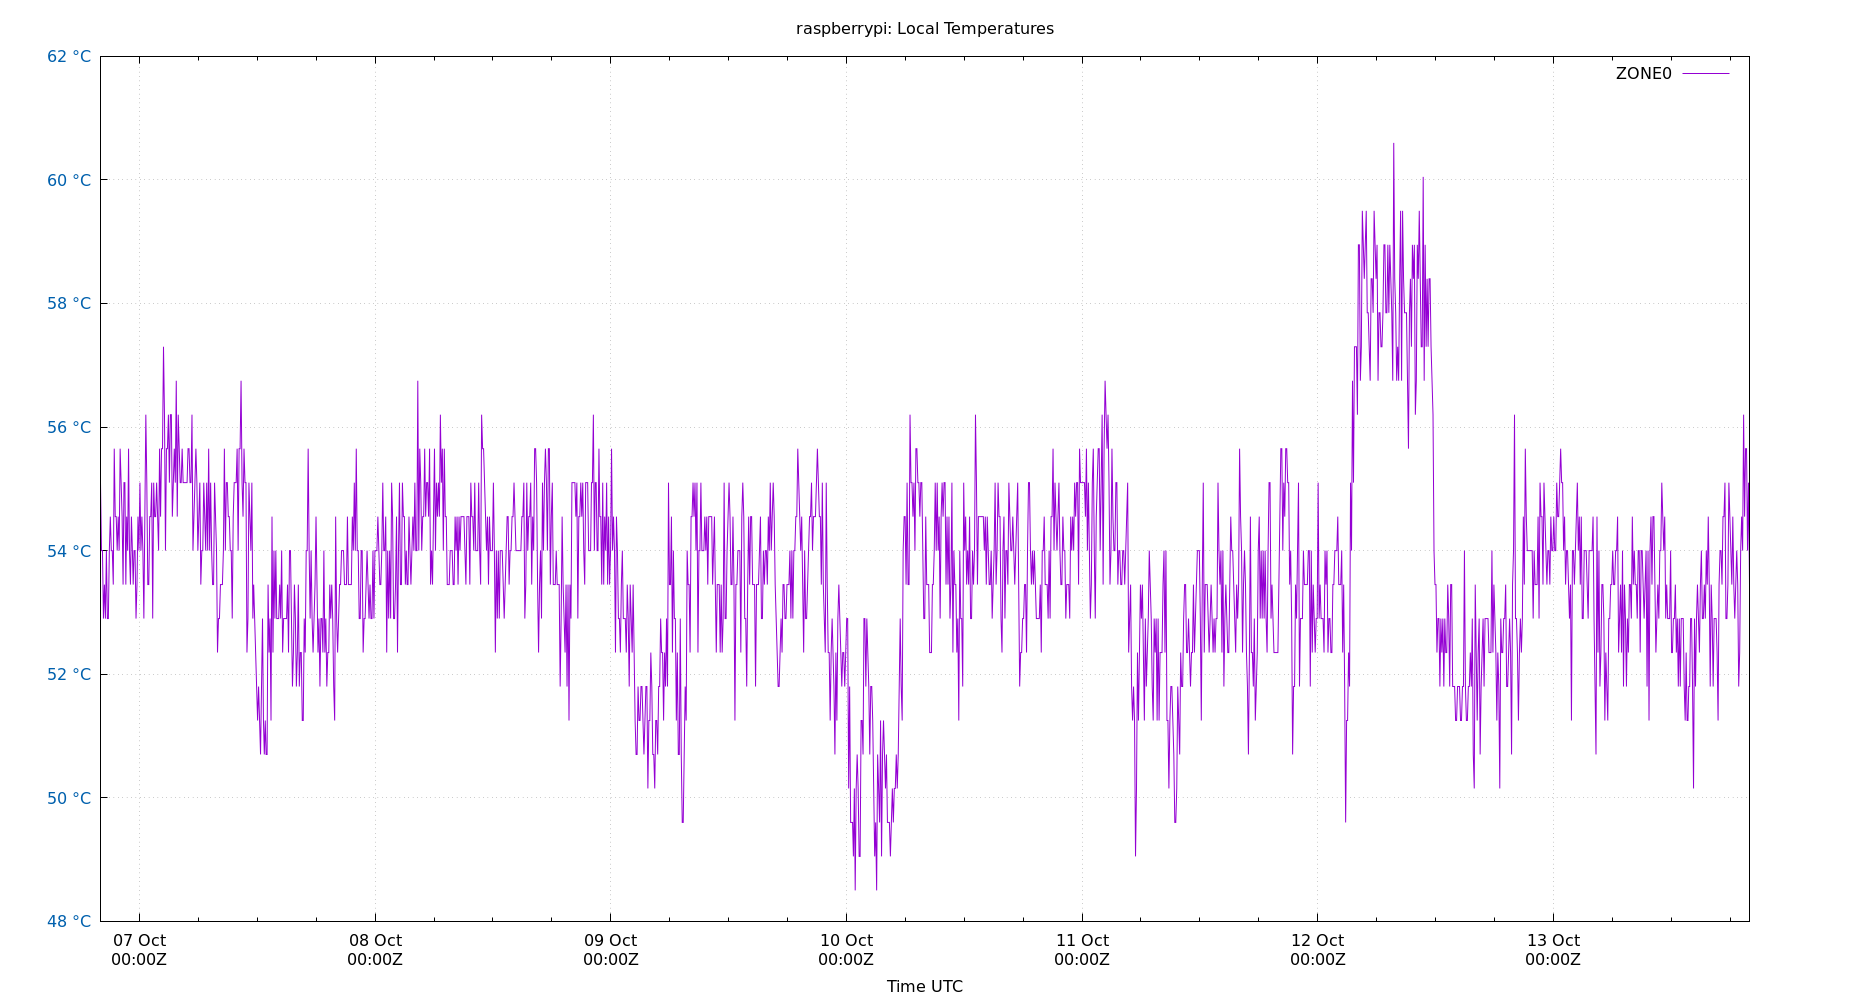 raspberrypi: Local Temperatures
62 °C
ZONE0
60 °C
58 °C
56 °C
54 °C
52 °C
50 °C
48 °C
07 Oct 08 Oct 09 Oct 10 Oct 11 Oct 12 Oct 13 Oct
00:00Z 00:00Z 00:00Z 00:00Z 00:00Z 00:00Z 00:00Z
Time UTC